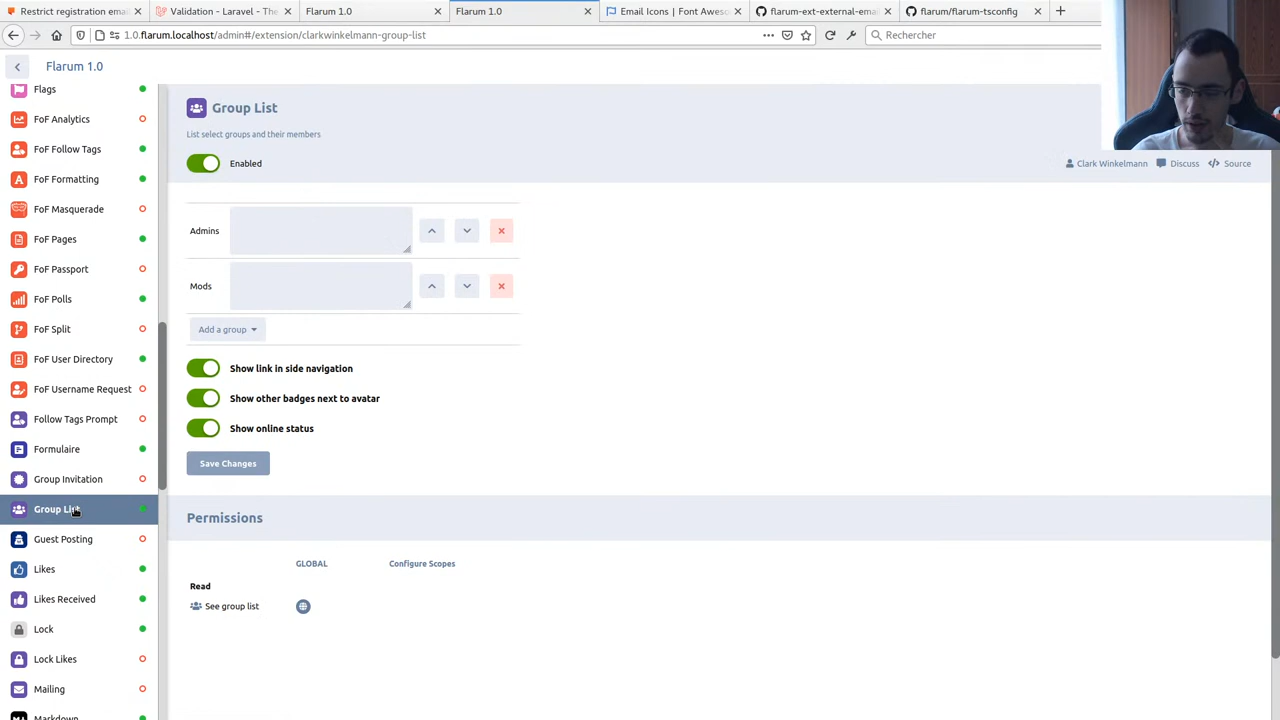 Restrict registration emai
Validation - Laravel - The
Flarum 1.0
Flarum 1.0
Email Icons | Font Aweso
flarum-ext-external-ema
flarum/flarum-tsconfig
1.0.flarum.localhost/admin#/extension/clarkwinkelmann-group-list
Rechercher
Flarum 1.0
Flags
FoF Analytics
FoF Follow Tags
FoF Formatting
FoF Masquerade
FoF Pages
FoF Passport
FoF Polls
FoF Split
FoF User Directory
FoF Username Request
Follow Tags Prompt
Formulaire
Group Invitation
Group List
Guest Posting
Likes
Likes Received
Lock
Lock Likes
Mailing
Markdown
Group List
List select groups and their members
Enabled
Clark Winkelmann Discuss Source
Admins
Mods
Add a group
Show link in side navigation
Show other badges next to avatar
Show online status
Save Changes
Permissions
GLOBAL Configure Scopes
Read
See group list